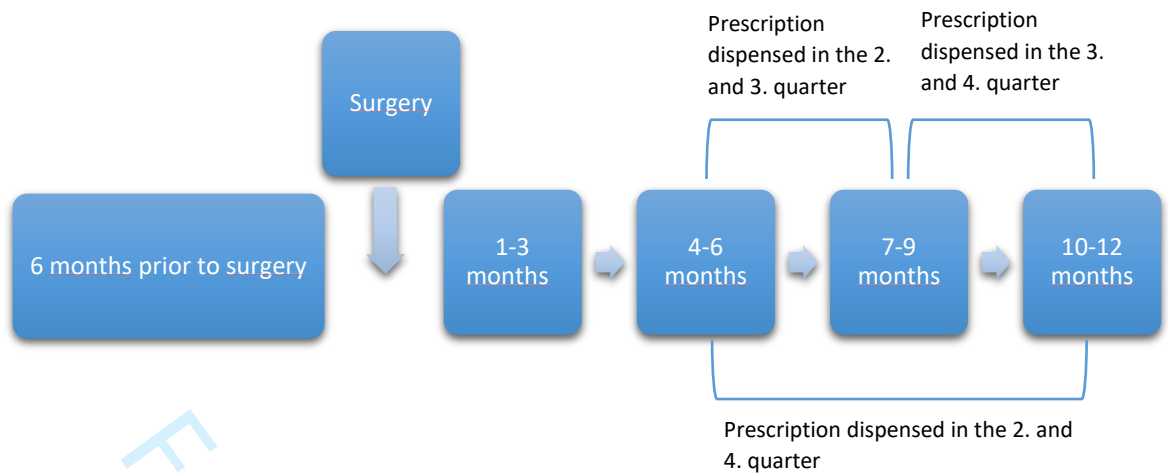 Prescription
dispensed in the 2.
and 3. quarter
Prescription
dispensed in the 3.
and 4. quarter
Surgery
6 months prior to surgery
1-3
months
4-6
months
7-9
months
10-12
months
Prescription dispensed in the 2. and
4. quarter
F